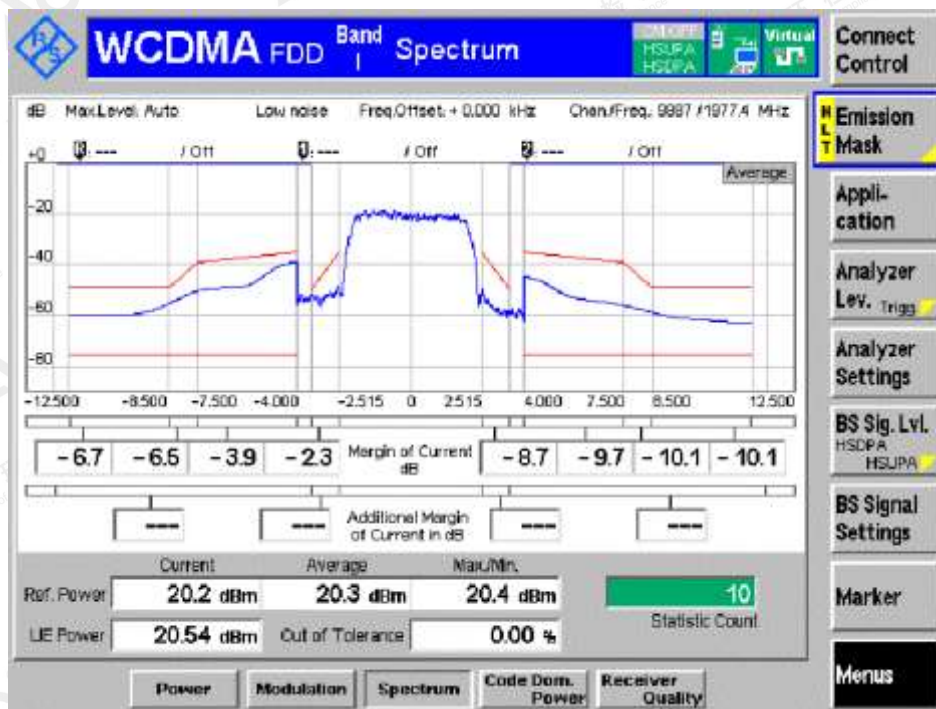 WCDMA FDD Band I Spectrum
HSUPA
HSDPA
Virtual
Connect
Control
dB Max.Level: Auto Low noise Freq.Offset: + 0.000 kHz Chan./Freq.: 9887 / 1977.4 MHz
Emission
Mask
+0 --- / Off --- / Off 2: --- / Off
Average
-20
-40
-60
-80
Appli-
cation
Analyzer
Lev. Trigg.
Analyzer
Settings
-12.500 -8.500 -7.500 -4.000 -2.515 0 2.515 4.000 7.500 8.500 12.500
BS Sig. Lvl.
HSDPA
HSUPA
-6.7 -6.5 -3.9 -2.3 Margin of Current dB -8.7 -9.7 -10.1 -10.1
--- --- Additional Margin of Current in dB --- ---
BS Signal
Settings
Current Average Max./Min.
Ref. Power 20.2 dBm 20.3 dBm 20.4 dBm 10
Statistic Count
UE Power 20.54 dBm Out of Tolerance 0.00 %
Marker
Menus
Power Modulation Spectrum Code Dom. Power Receiver Quality